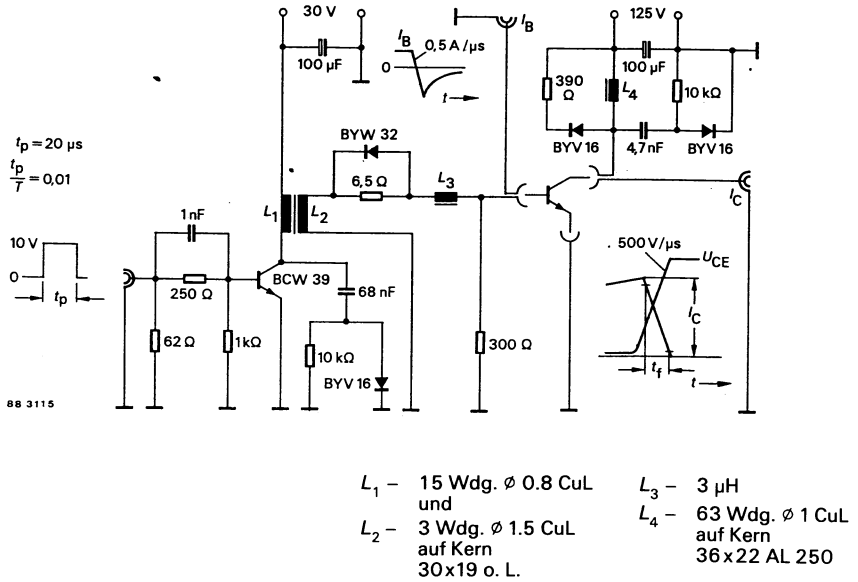 30 V
100 µF
I_B
0,5 A/µs
0
t
I_B
125 V
100 µF
390 Ω
L_4
10 kΩ
BYV 16
4,7 nF
BYV 16
t_p = 20 µs
t_p/T = 0,01
BYW 32
6,5 Ω
L_3
I_C
1 nF
L_1
L_2
10 V
0
t_p
250 Ω
BCW 39
68 nF
500 V/µs
U_CE
I_C
62 Ω
1 kΩ
10 kΩ
BYV 16
300 Ω
t_f
t
88 3115
L_1 – 15 Wdg. ø 0.8 CuL
und
L_2 – 3 Wdg. ø 1.5 CuL
auf Kern
30x19 o. L.
L_3 – 3 µH
L_4 – 63 Wdg. ø 1 CuL
auf Kern
36x22 AL 250